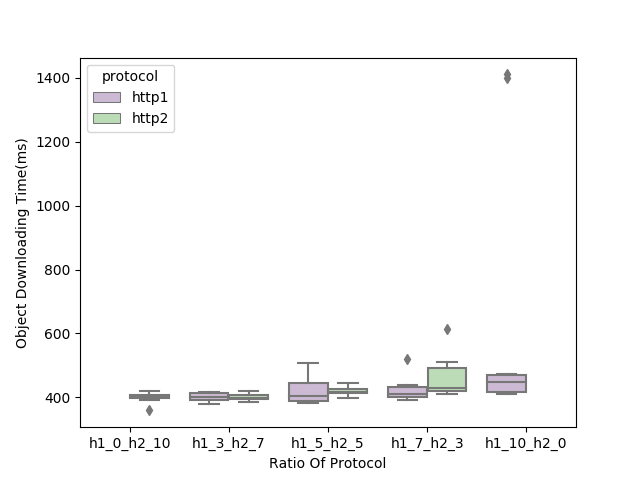 protocol
http1
http2
1400
1200
1000
800
600
400
Object Downloading Time(ms)
h1_0_h2_10 h1_3_h2_7 h1_5_h2_5 h1_7_h2_3 h1_10_h2_0
Ratio Of Protocol